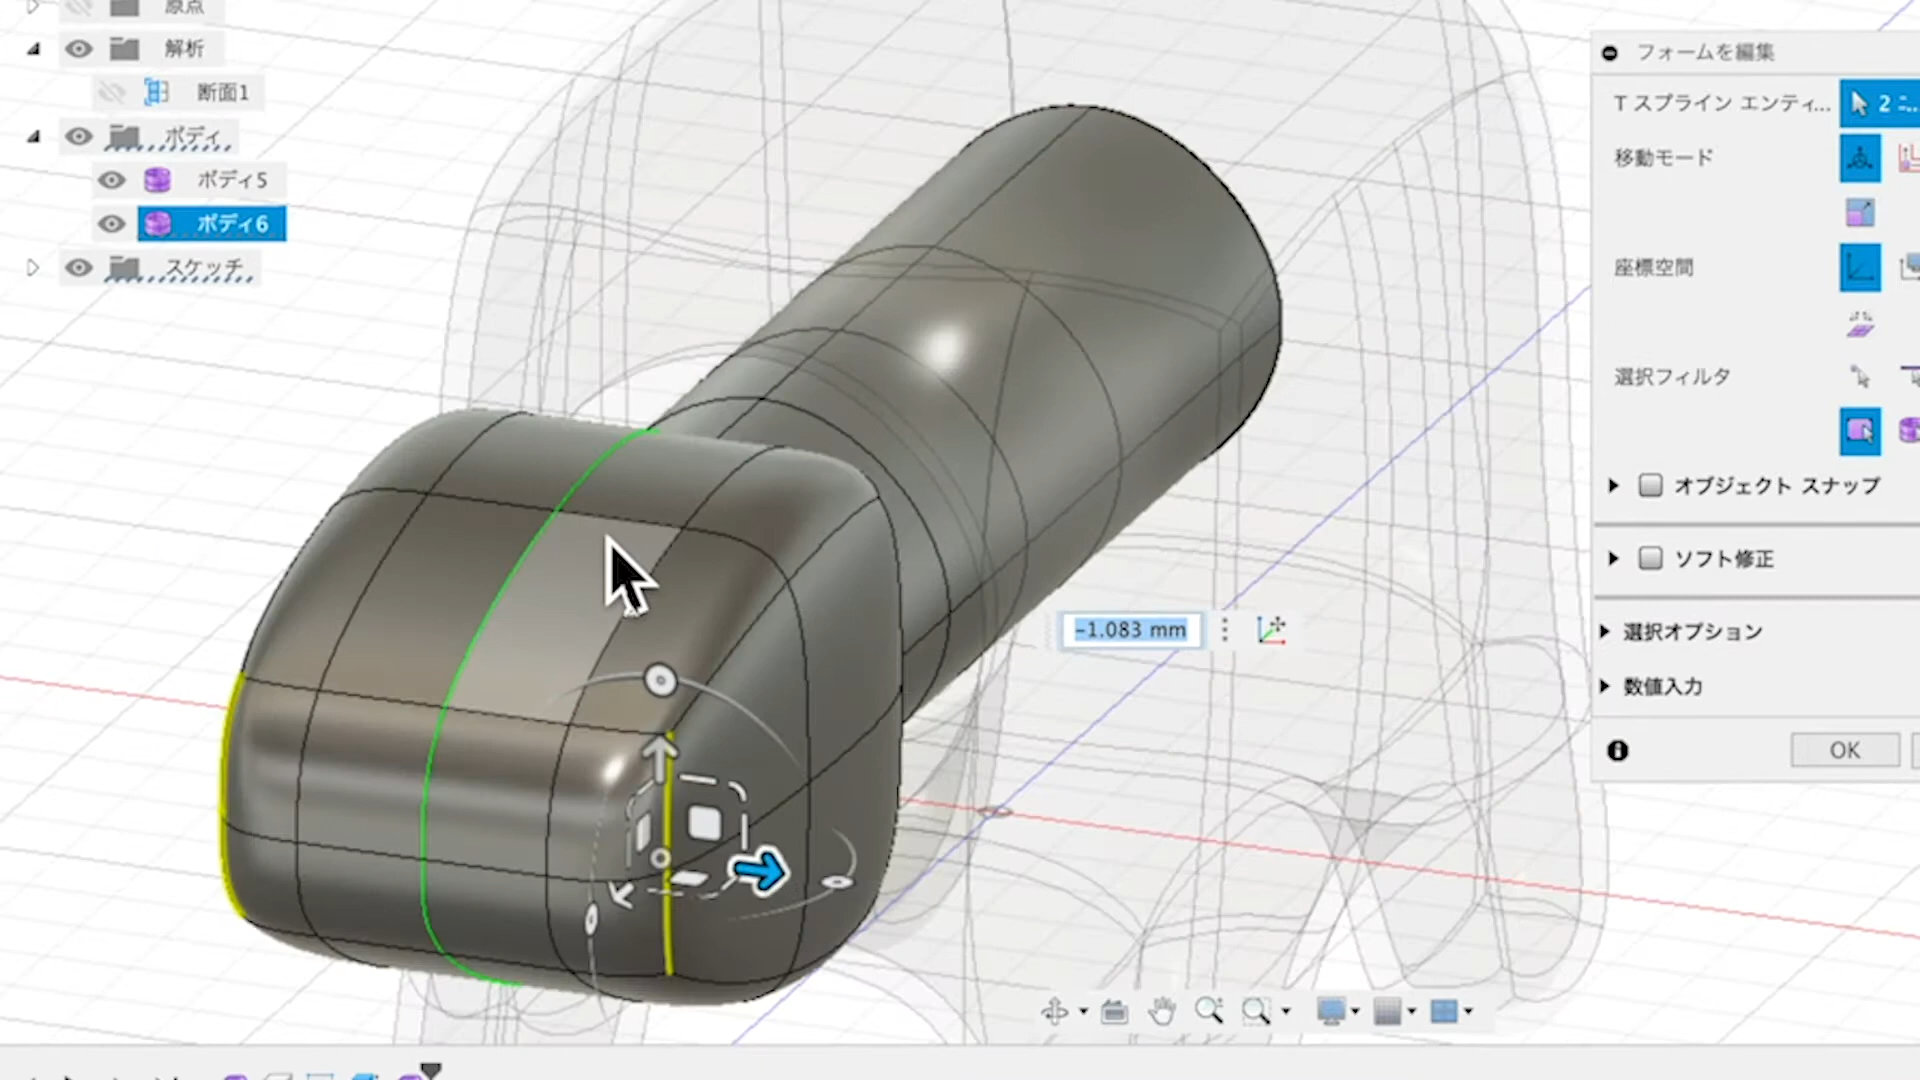 原点
解析
断面1
ボディ
ボディ5
ボディ6
スケッチ
フォームを編集
T スプライン エンティ...
2
移動モード
座標空間
選択フィルタ
オブジェクト スナップ
ソフト修正
選択オプション
数値入力
OK
-1.083 mm